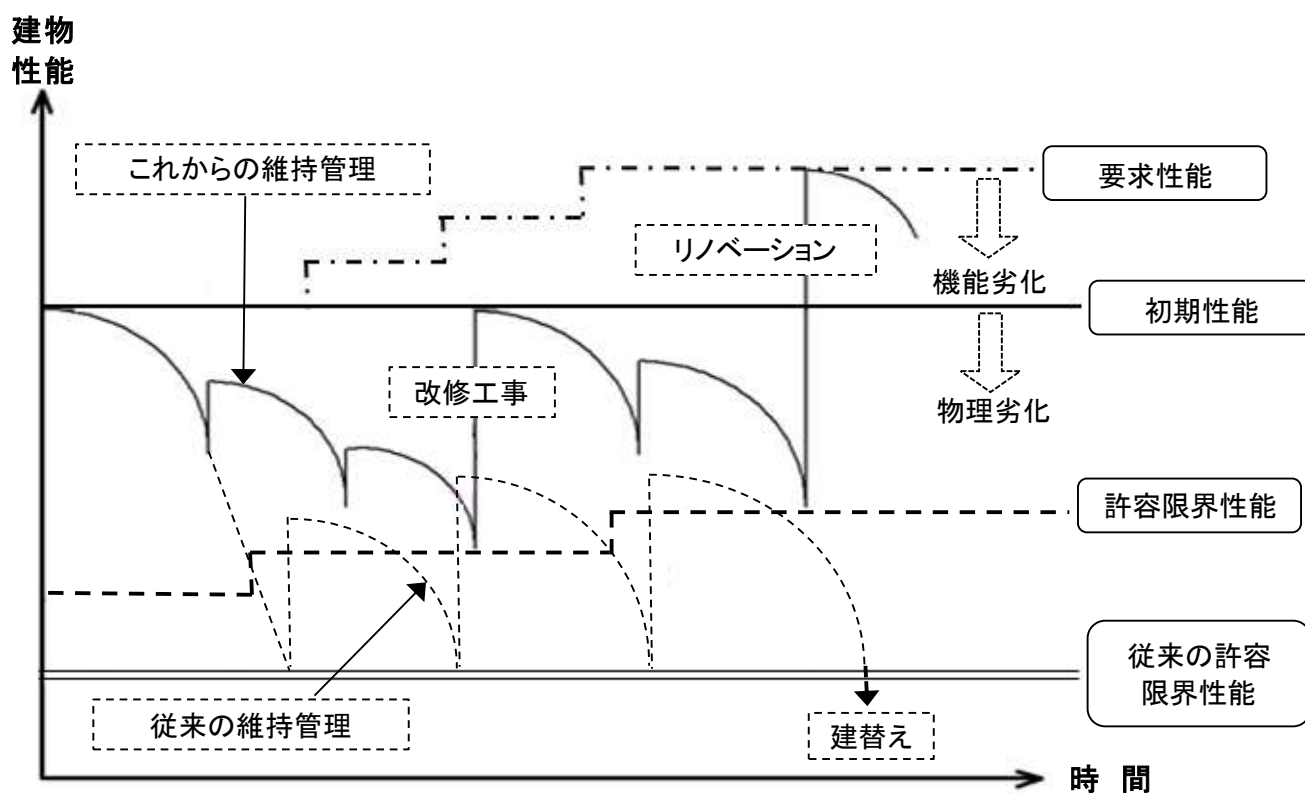 建物
性能
これからの維持管理
要求性能
リノベーション
機能劣化
初期性能
改修工事
物理劣化
許容限界性能
従来の許容
限界性能
従来の維持管理
建替え
時 間